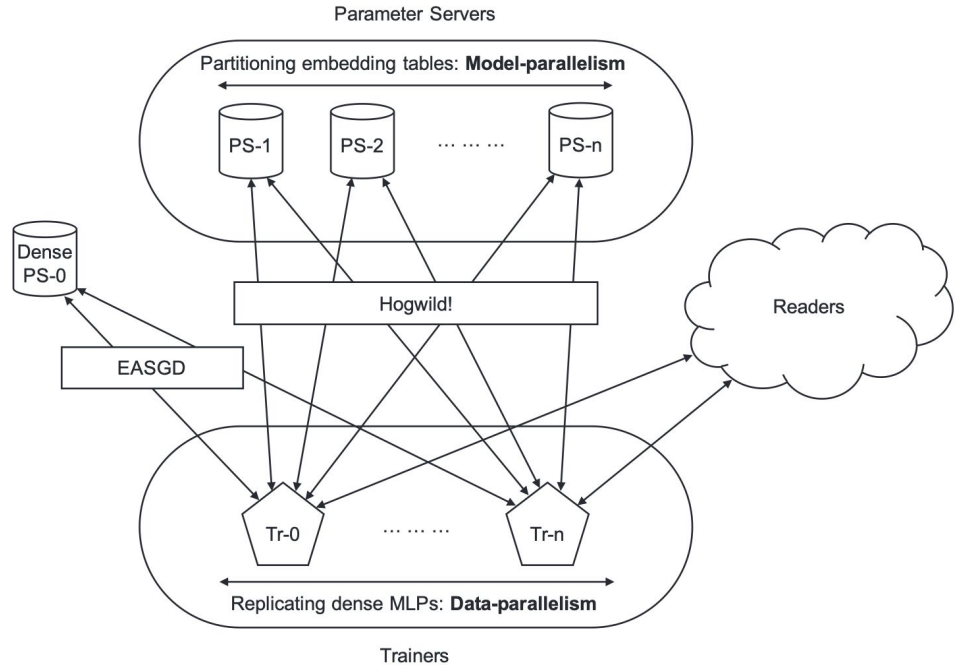 Parameter Servers
Partitioning embedding tables: Model-parallelism
PS-1
PS-2
... ... ...
PS-n
Dense
PS-0
Hogwild!
Readers
EASGD
Tr-0
... ... ...
Tr-n
Replicating dense MLPs: Data-parallelism
Trainers